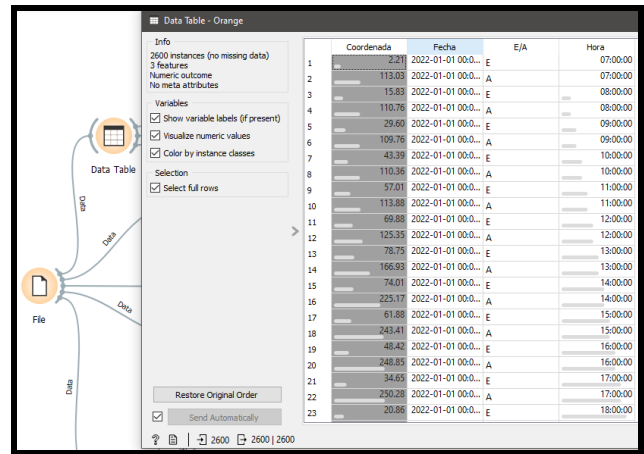 Data Table - Orange
Info
2600 instances (no missing data)
3 features
Numeric outcome
No meta attributes
Variables
Show variable labels (if present)
Visualize numeric values
Color by instance classes
Selection
Select full rows
Restore Original Order
Send Automatically
? 2600 2600 | 2600
Data Table
Data
Data
File
Data
Data
Coordenada Fecha E/A Hora
1 2.21 2022-01-01 00:0... E 07:00:00
2 113.03 2022-01-01 00:0... A 07:00:00
3 15.83 2022-01-01 00:0... E 08:00:00
4 110.76 2022-01-01 00:0... A 08:00:00
5 29.60 2022-01-01 00:0... E 09:00:00
6 109.76 2022-01-01 00:0... A 09:00:00
7 43.39 2022-01-01 00:0... E 10:00:00
8 110.36 2022-01-01 00:0... A 10:00:00
9 57.01 2022-01-01 00:0... E 11:00:00
10 113.88 2022-01-01 00:0... A 11:00:00
11 69.88 2022-01-01 00:0... E 12:00:00
12 125.35 2022-01-01 00:0... A 12:00:00
13 78.75 2022-01-01 00:0... E 13:00:00
14 166.93 2022-01-01 00:0... A 13:00:00
15 74.01 2022-01-01 00:0... E 14:00:00
16 225.17 2022-01-01 00:0... A 14:00:00
17 61.88 2022-01-01 00:0... E 15:00:00
18 243.41 2022-01-01 00:0... A 15:00:00
19 48.42 2022-01-01 00:0... E 16:00:00
20 248.85 2022-01-01 00:0... A 16:00:00
21 34.65 2022-01-01 00:0... E 17:00:00
22 250.28 2022-01-01 00:0... A 17:00:00
23 20.86 2022-01-01 00:0... E 18:00:00